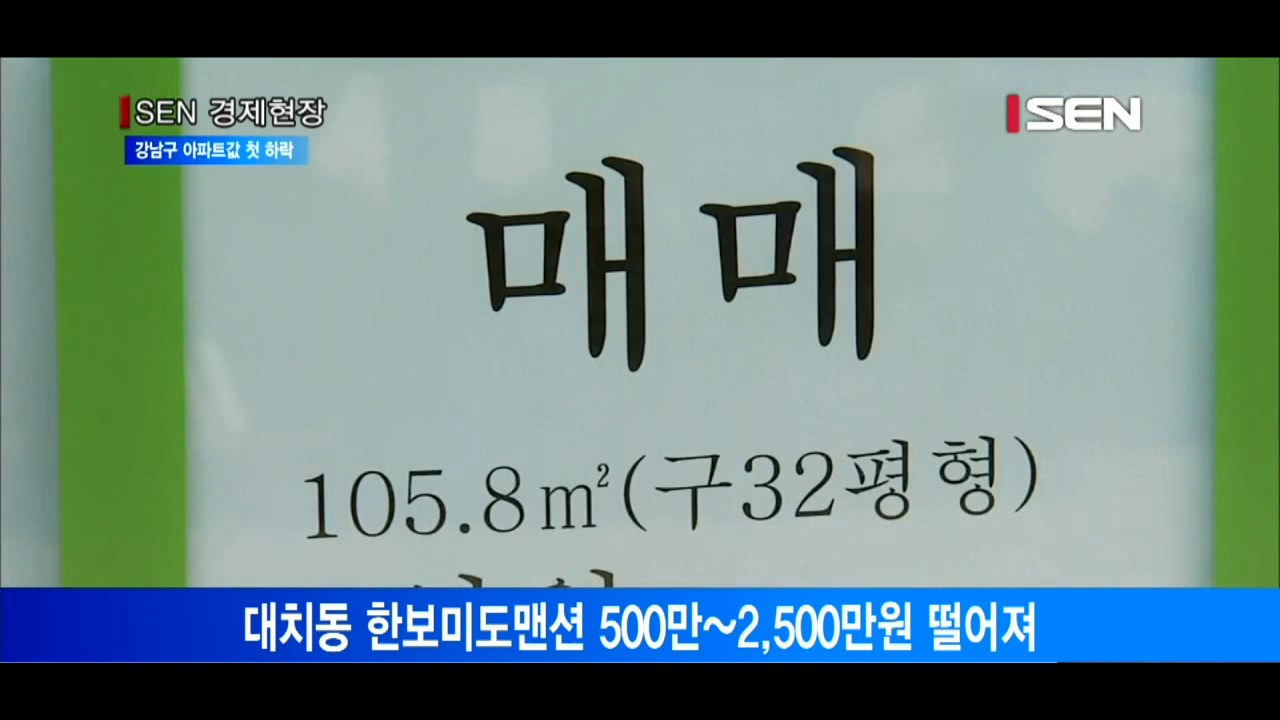 SEN 경제현장
SEN
강남구 아파트값 첫 하락
매매
105.8㎡(구32평형)
대치동 한보미도맨션 500만~2,500만원 떨어져